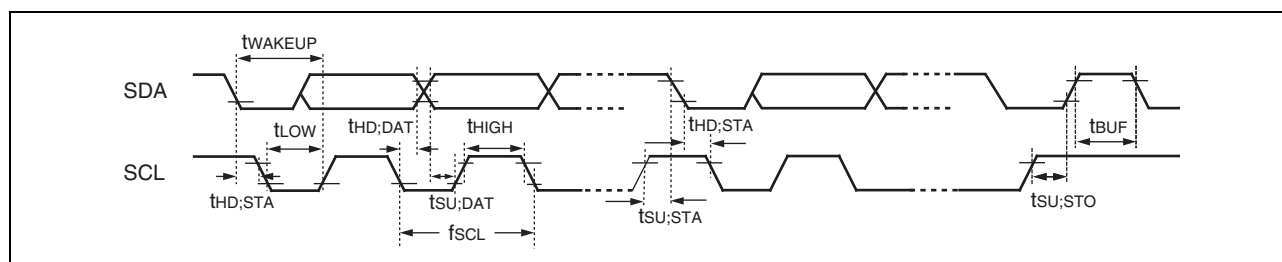 tWAKEUP
SDA
tLOW
tHD;DAT
tHIGH
tHD;STA
tBUF
SCL
tHD;STA
tSU;DAT
tSU;STA
tSU;STO
fSCL